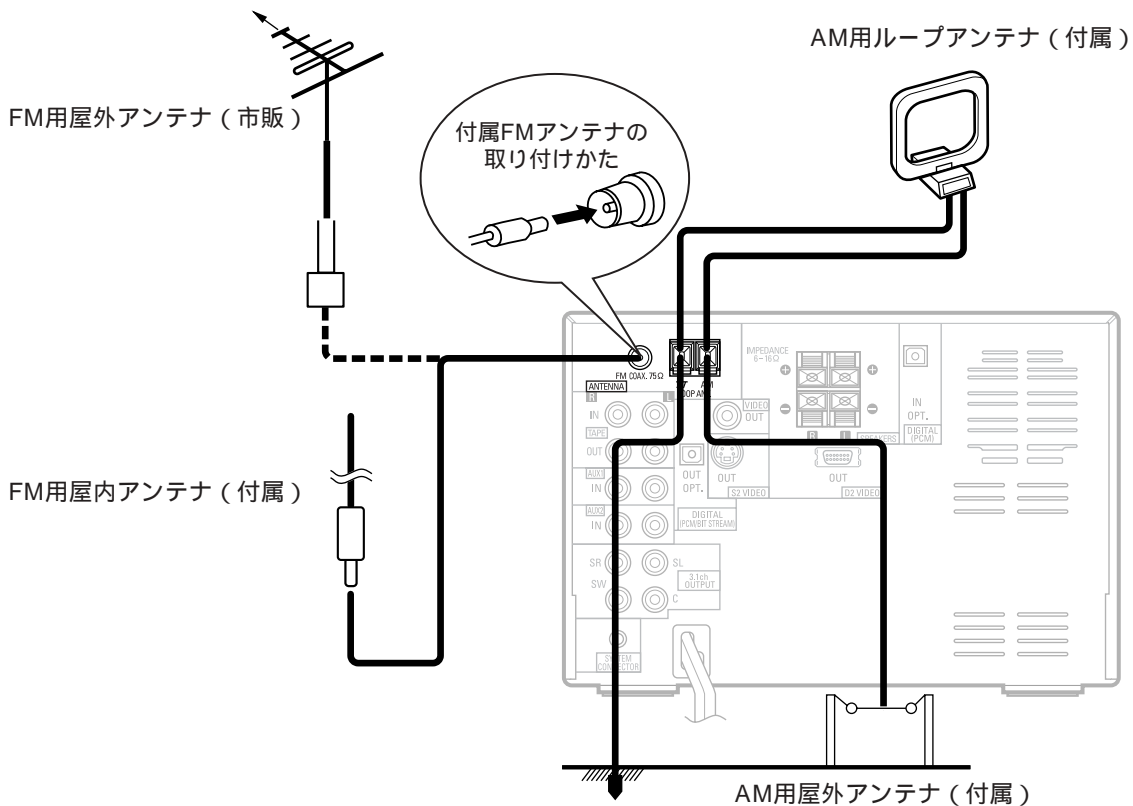 AM用ループアンテナ（付属）
FM用屋外アンテナ（市販）
付属FMアンテナの
取り付けかた
FM COAX. 75Ω
AM
ANTENNA
IMPEDANCE
6~16Ω
R
L
IN
TAPE
OUT
AUX1
IN
AUX2
IN
VIDEO
OUT
OUT
OPT.
OUT
S2 VIDEO
DIGITAL
(PCM/BIT STREAM)
R
L
SPEAKERS
OUT
D2 VIDEO
IN
OPT.
DIGITAL
(PCM)
FM用屋内アンテナ（付属）
SR
SL
SW
C
3.1ch
OUTPUT
SYSTEM
CONNECTOR
AM用屋外アンテナ（付属）